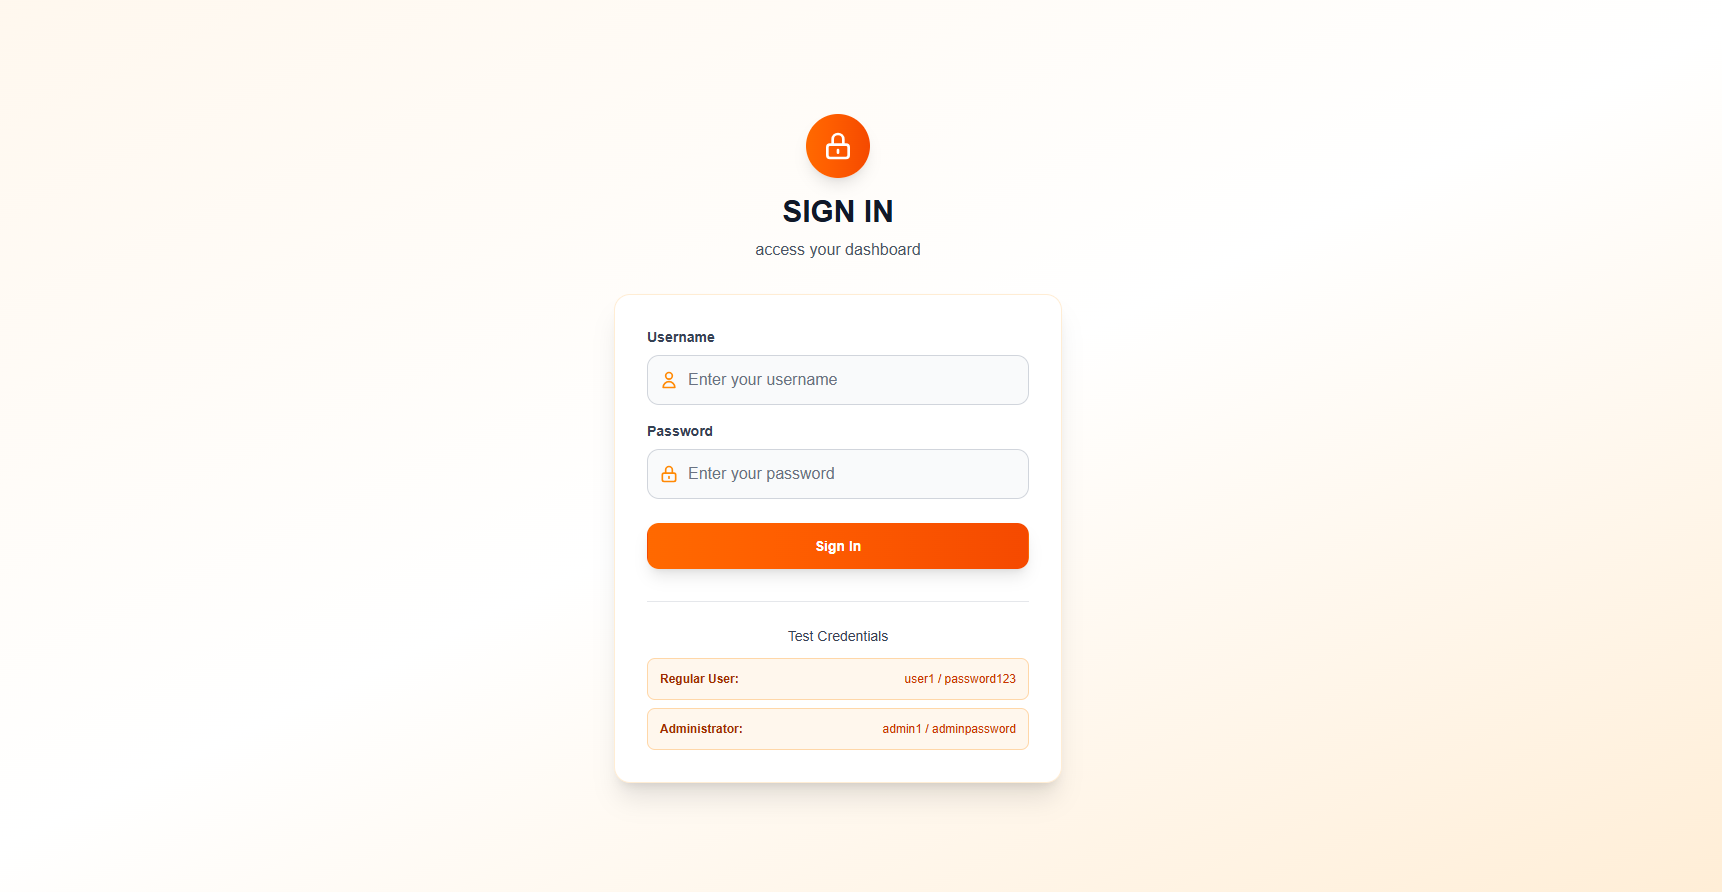 SIGN IN
access your dashboard
Username
Enter your username
Password
Enter your password
Sign In
Test Credentials
Regular User: user1 / password123
Administrator: admin1 / adminpassword